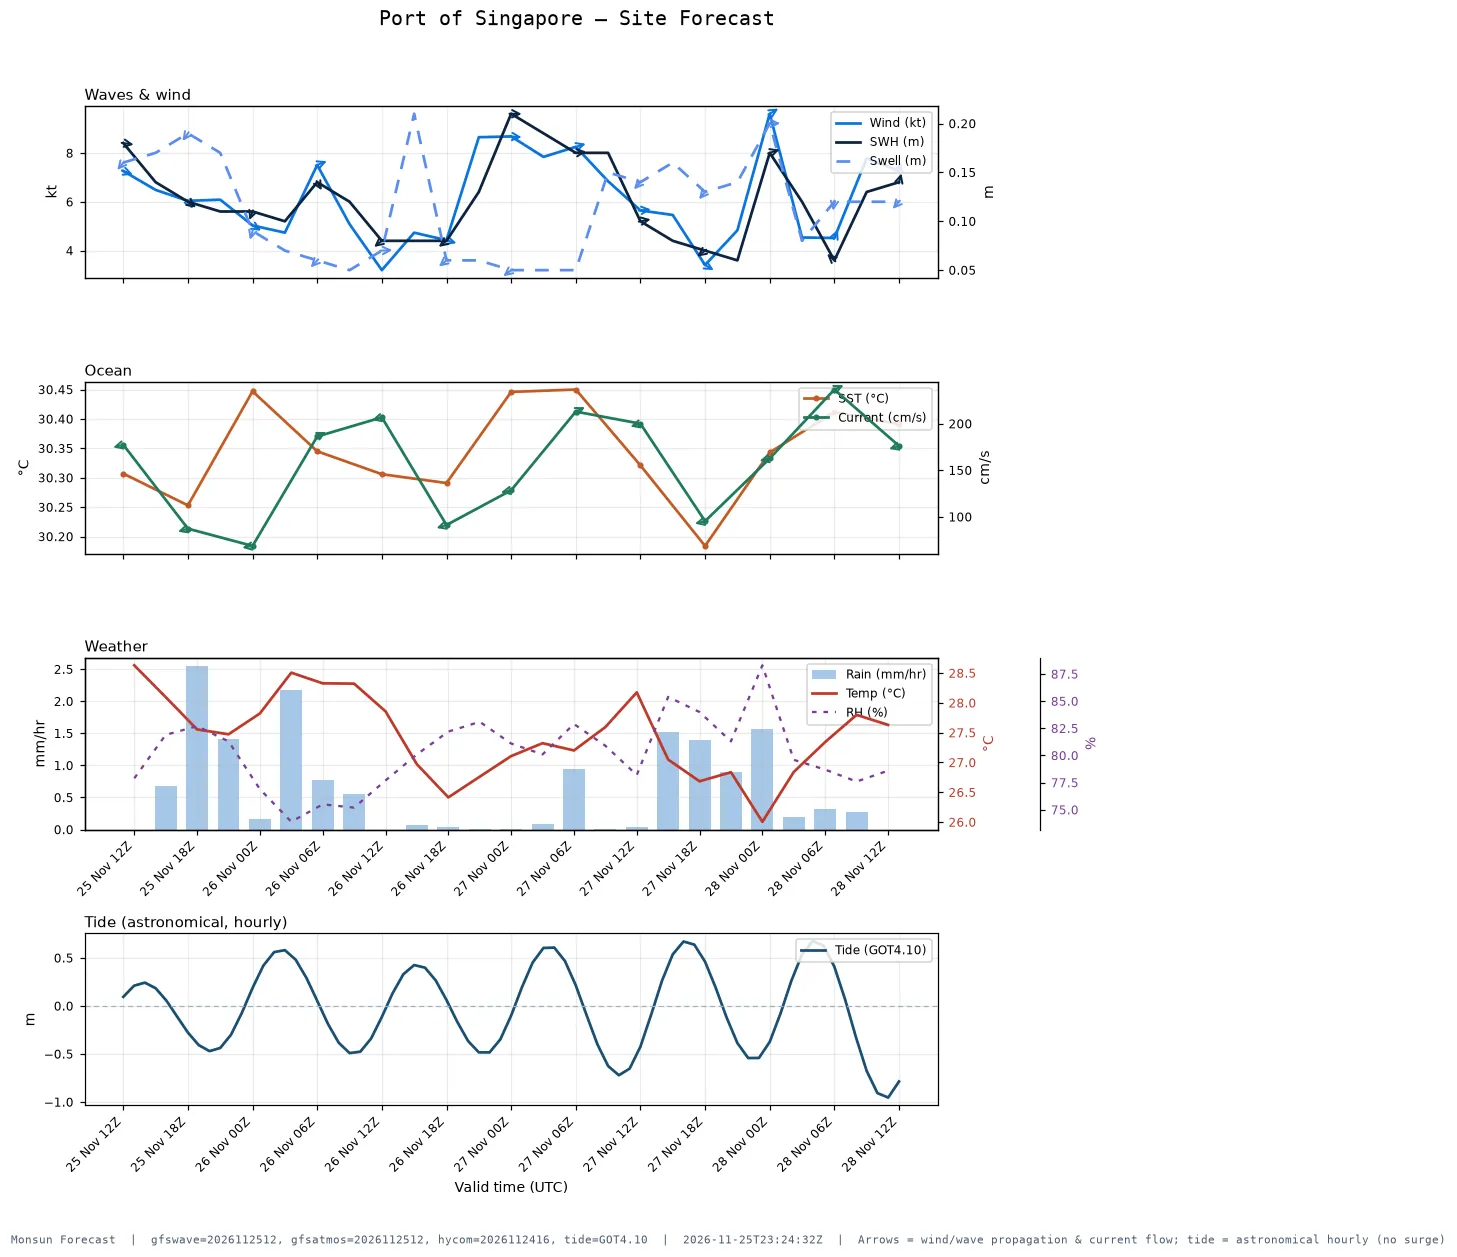 Port of Singapore — Site Forecast
Waves & wind
8
6
4
kt
0.20
0.15
0.10
0.05
m
Wind (kt)
SWH (m)
Swell (m)
Ocean
30.45
30.40
30.35
30.30
30.25
30.20
°C
200
150
100
cm/s
SST (°C)
Current (cm/s)
Weather
2.5
2.0
1.5
1.0
0.5
0.0
mm/hr
28.5
28.0
27.5
27.0
26.5
26.0
°C
87.5
85.0
82.5
80.0
77.5
75.0
%
Rain (mm/hr)
Temp (°C)
RH (%)
25 Nov 12Z
25 Nov 18Z
26 Nov 00Z
26 Nov 06Z
26 Nov 12Z
26 Nov 18Z
27 Nov 00Z
27 Nov 06Z
27 Nov 12Z
27 Nov 18Z
28 Nov 00Z
28 Nov 06Z
28 Nov 12Z
Tide (astronomical, hourly)
0.5
0.0
−0.5
−1.0
m
Tide (GOT4.10)
25 Nov 12Z
25 Nov 18Z
26 Nov 00Z
26 Nov 06Z
26 Nov 12Z
26 Nov 18Z
27 Nov 00Z
27 Nov 06Z
27 Nov 12Z
27 Nov 18Z
28 Nov 00Z
28 Nov 06Z
28 Nov 12Z
Valid time (UTC)
Monsun Forecast | gfswave=2026112512, gfsatmos=2026112512, hycom=2026112416, tide=GOT4.10 | 2026-11-25T23:24:32Z | Arrows = wind/wave propagation & current flow; tide = astronomical hourly (no surge)